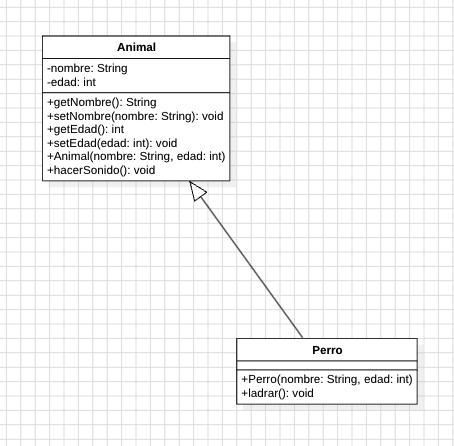 Animal
-nombre: String
-edad: int
+getNombre(): String
+setNombre(nombre: String): void
+getEdad(): int
+setEdad(edad: int): void
+Animal(nombre: String, edad: int)
+hacerSonido(): void
Perro
+Perro(nombre: String, edad: int)
+ladrar(): void